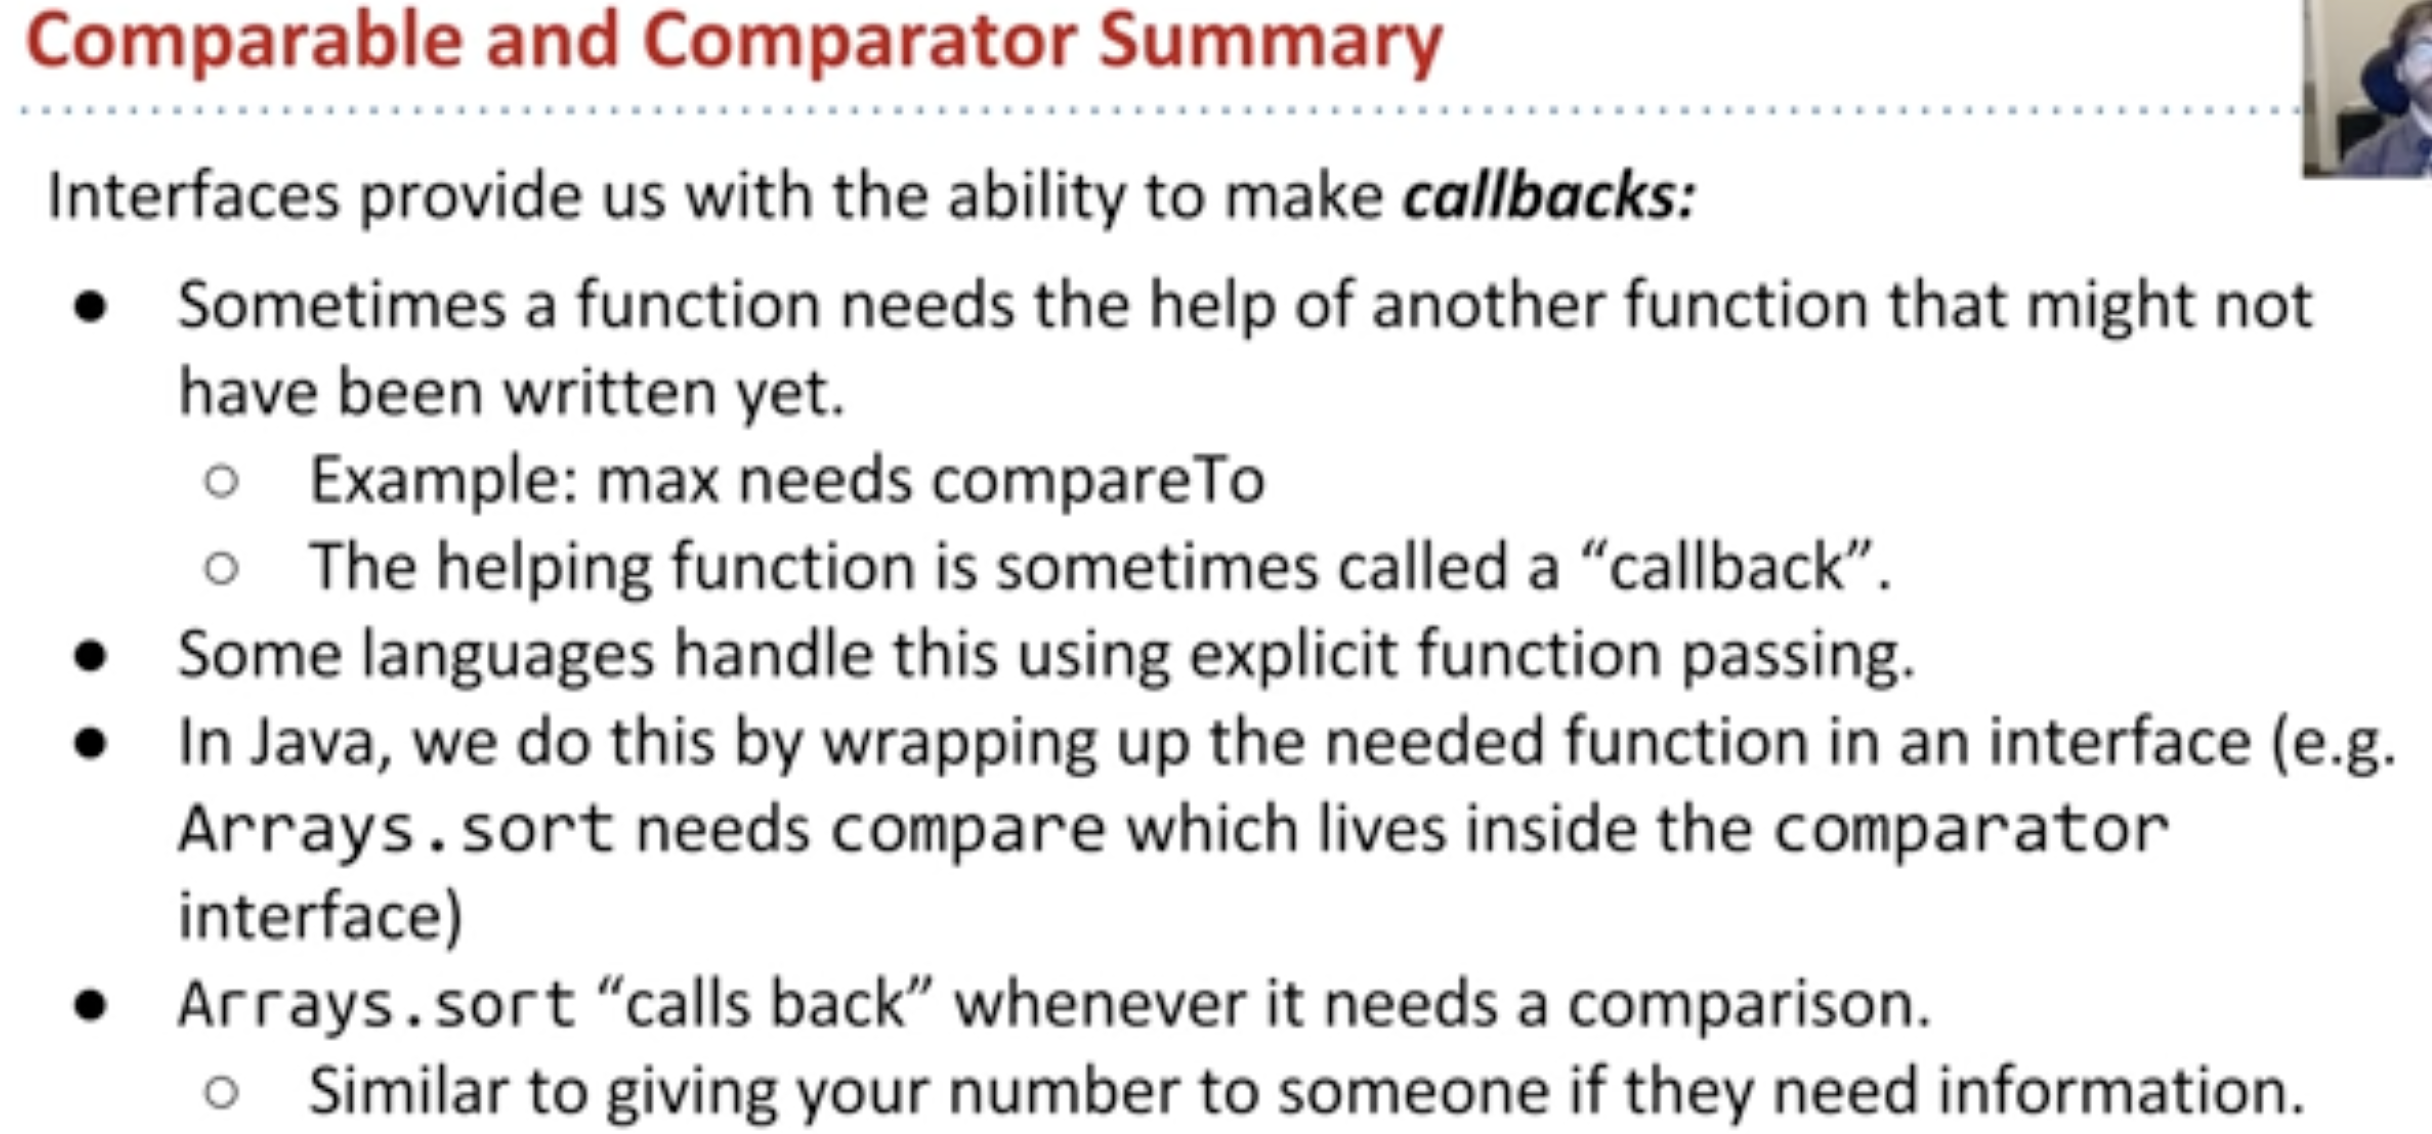 Comparable and Comparator Summary
Interfaces provide us with the ability to make callbacks:
● Sometimes a function needs the help of another function that might not
have been written yet.
○ Example: max needs compareTo
○ The helping function is sometimes called a “callback”.
● Some languages handle this using explicit function passing.
● In Java, we do this by wrapping up the needed function in an interface (e.g.
Arrays.sort needs compare which lives inside the comparator
interface)
● Arrays.sort “calls back” whenever it needs a comparison.
○ Similar to giving your number to someone if they need information.